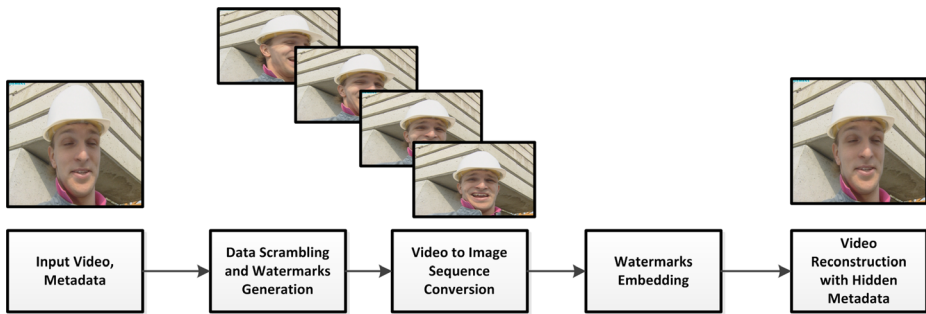 Input Video,
Metadata
Data Scrambling
and Watermarks
Generation
Video to Image
Sequence
Conversion
Watermarks
Embedding
Video
Reconstruction
with Hidden
Metadata